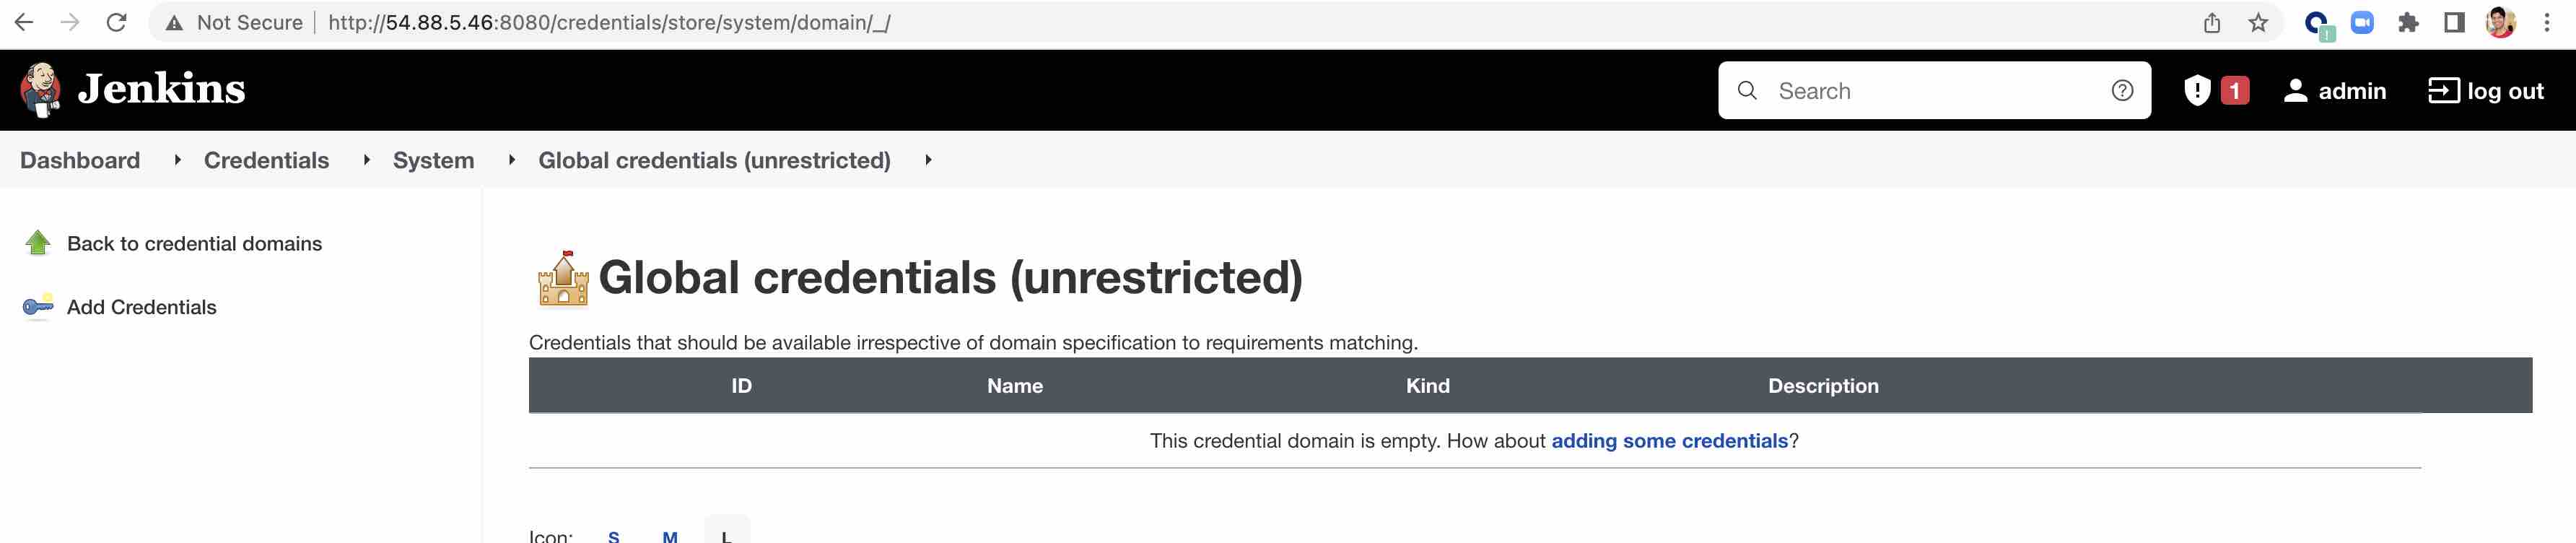 Not Secure http://54.88.5.46:8080/credentials/store/system/domain/_/
Jenkins Search 1 admin log out
Dashboard Credentials System Global credentials (unrestricted)
Back to credential domains
Add Credentials
Global credentials (unrestricted)
Credentials that should be available irrespective of domain specification to requirements matching.
ID Name Kind Description
This credential domain is empty. How about adding some credentials?
Icon: S M L